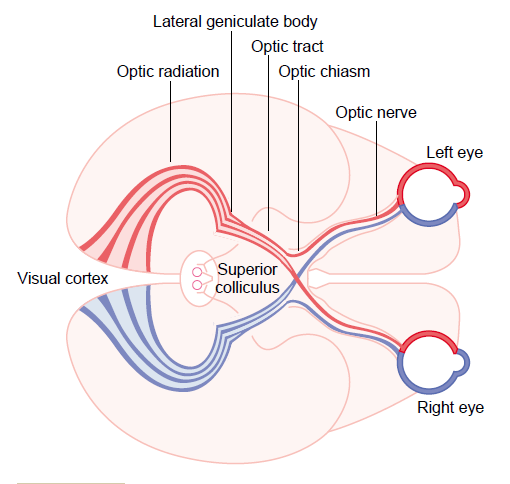 Lateral geniculate body
Optic tract
Optic radiation
Optic chiasm
Optic nerve
Left eye
Visual cortex
Superior
colliculus
Right eye